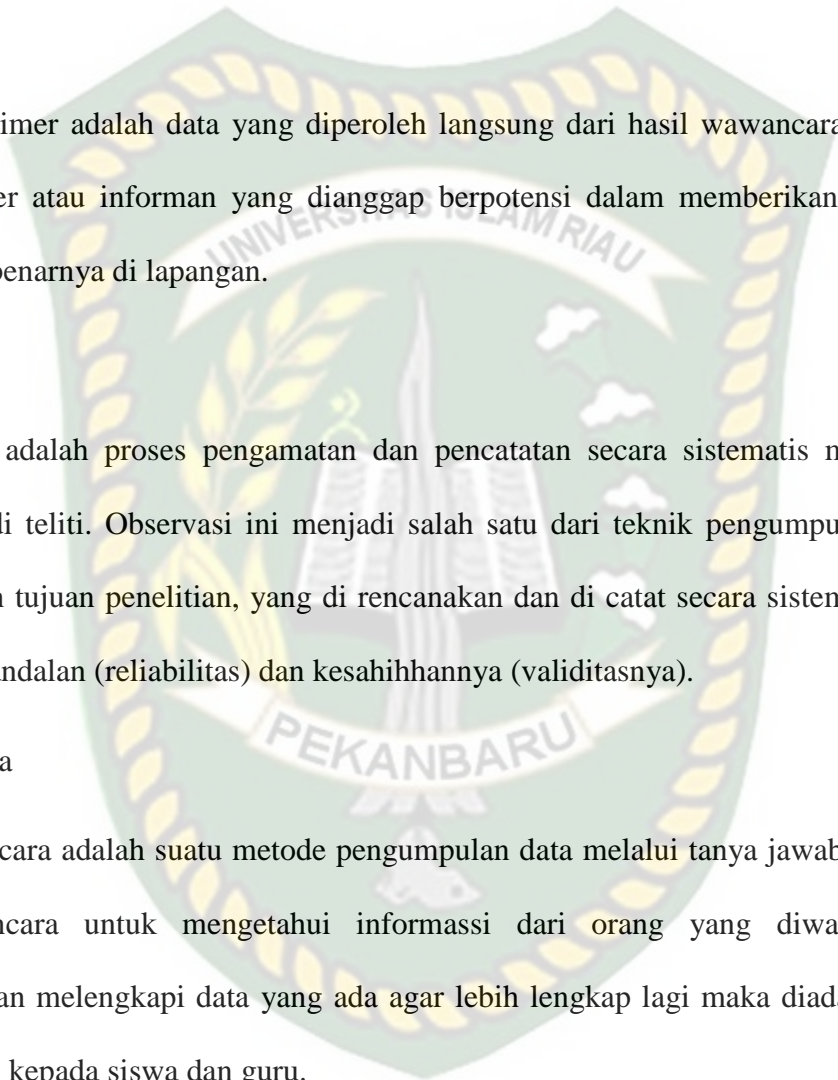 imer adalah data yang diperoleh langsung dari hasil wawancara
er atau informan yang dianggap berpotensi dalam memberikan
UNIVERSITAS ISLAM RIAU
benarnya di lapangan.
adalah proses pengamatan dan pencatatan secara sistematis m
di teliti. Observasi ini menjadi salah satu dari teknik pengumpu
n tujuan penelitian, yang di rencanakan dan di catat secara sistem
andalan (reliabilitas) dan kesahihhannya (validitasnya).
PEKANBARU
a
cara adalah suatu metode pengumpulan data melalui tanya jawab
ncara untuk mengetahui informassi dari orang yang diwa
an melengkapi data yang ada agar lebih lengkap lagi maka diada
kepada siswa dan guru.